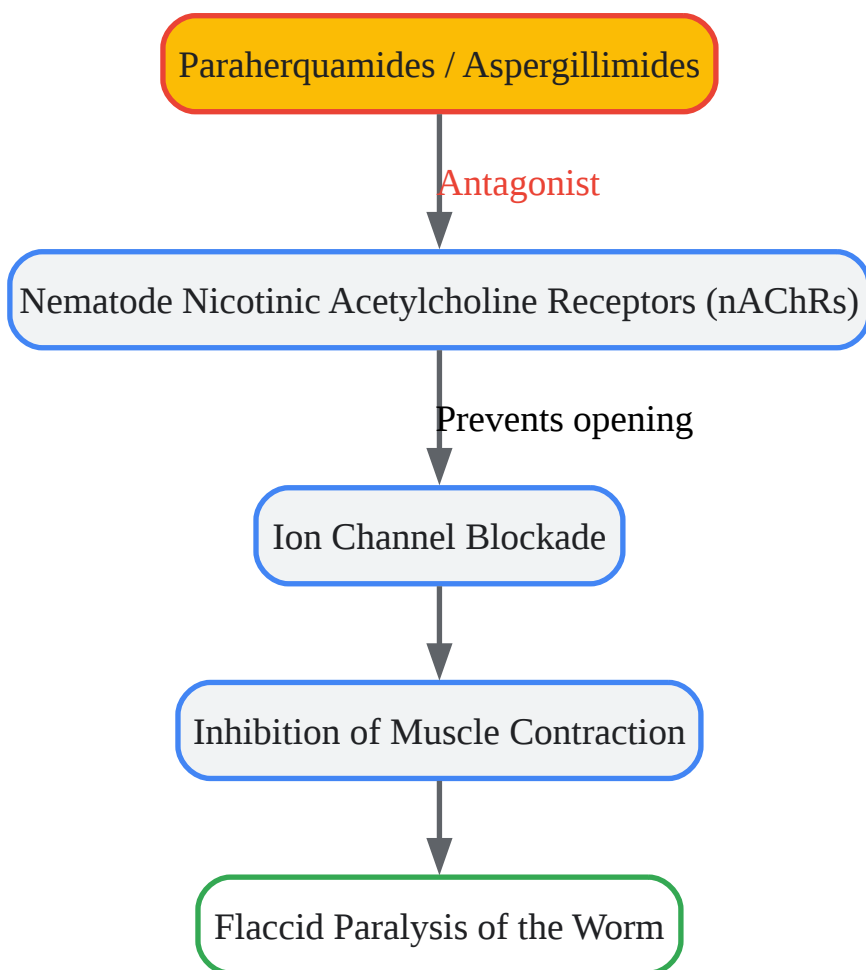 Paraherquamides / Aspergillimides
Antagonist
Nematode Nicotinic Acetylcholine Receptors (nAChRs)
Prevents opening
Ion Channel Blockade
Inhibition of Muscle Contraction
Flaccid Paralysis of the Worm